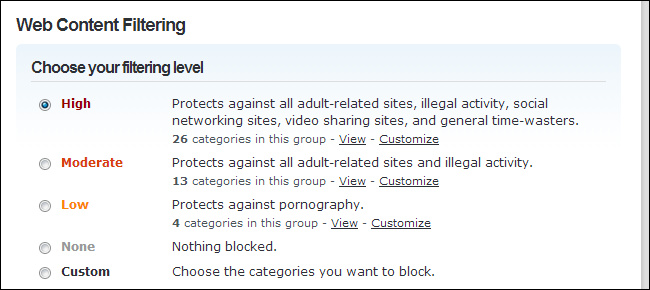 Web Content Filtering
Choose your filtering level
High
Protects against all adult-related sites, illegal activity, social
networking sites, video sharing sites, and general time-wasters.
26 categories in this group - View - Customize
Moderate
Protects against all adult-related sites and illegal activity.
13 categories in this group - View - Customize
Low
Protects against pornography.
4 categories in this group - View - Customize
None
Nothing blocked.
Custom
Choose the categories you want to block.